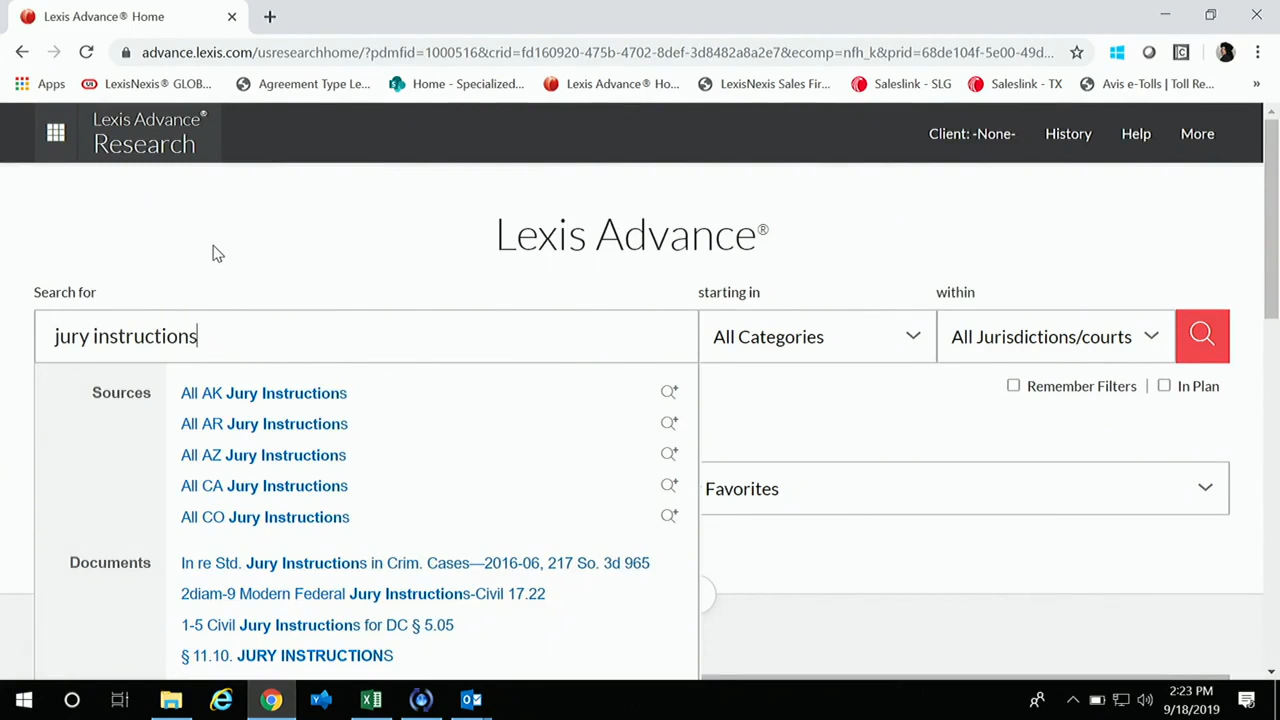 Lexis Advance® Home
advance.lexis.com/usresearchhome/?pdmfid=1000516&crid=fd160920-475b-4702-8def-3d8482a8a2e7&ecomp=nfh_k&prid=68de104f-5e00-49d...
Apps LexisNexis® GLOB... Agreement Type Le... Home - Specialized... Lexis Advance® Ho... LexisNexis Sales Fir... Saleslink - SLG Saleslink - TX Avis e-Tolls | Toll Re... »
Lexis Advance®
Research
Client: -None- History Help More
Lexis Advance®
Search for starting in within
jury instructions All Categories All Jurisdictions/courts
Remember Filters | In Plan
Sources All AK Jury Instructions
All AR Jury Instructions
All AZ Jury Instructions
All CA Jury Instructions
Favorites
All CO Jury Instructions
Documents In re Std. Jury Instructions in Crim. Cases—2016-06, 217 So. 3d 965
2diam-9 Modern Federal Jury Instructions-Civil 17.22
1-5 Civil Jury Instructions for DC § 5.05
§ 11.10. JURY INSTRUCTIONS
2:23 PM
9/18/2019